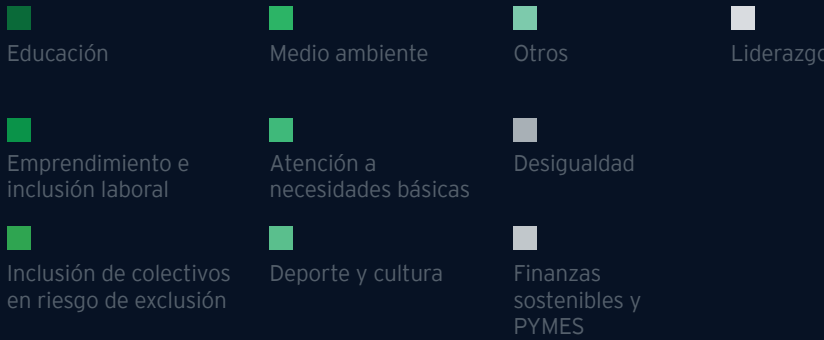 Educación
Medio ambiente
Otros
Liderazgo
Emprendimiento e
inclusión laboral
Atención a
necesidades básicas
Desigualdad
Inclusión de colectivos
en riesgo de exclusión
Deporte y cultura
Finanzas
sostenibles y
PYMES